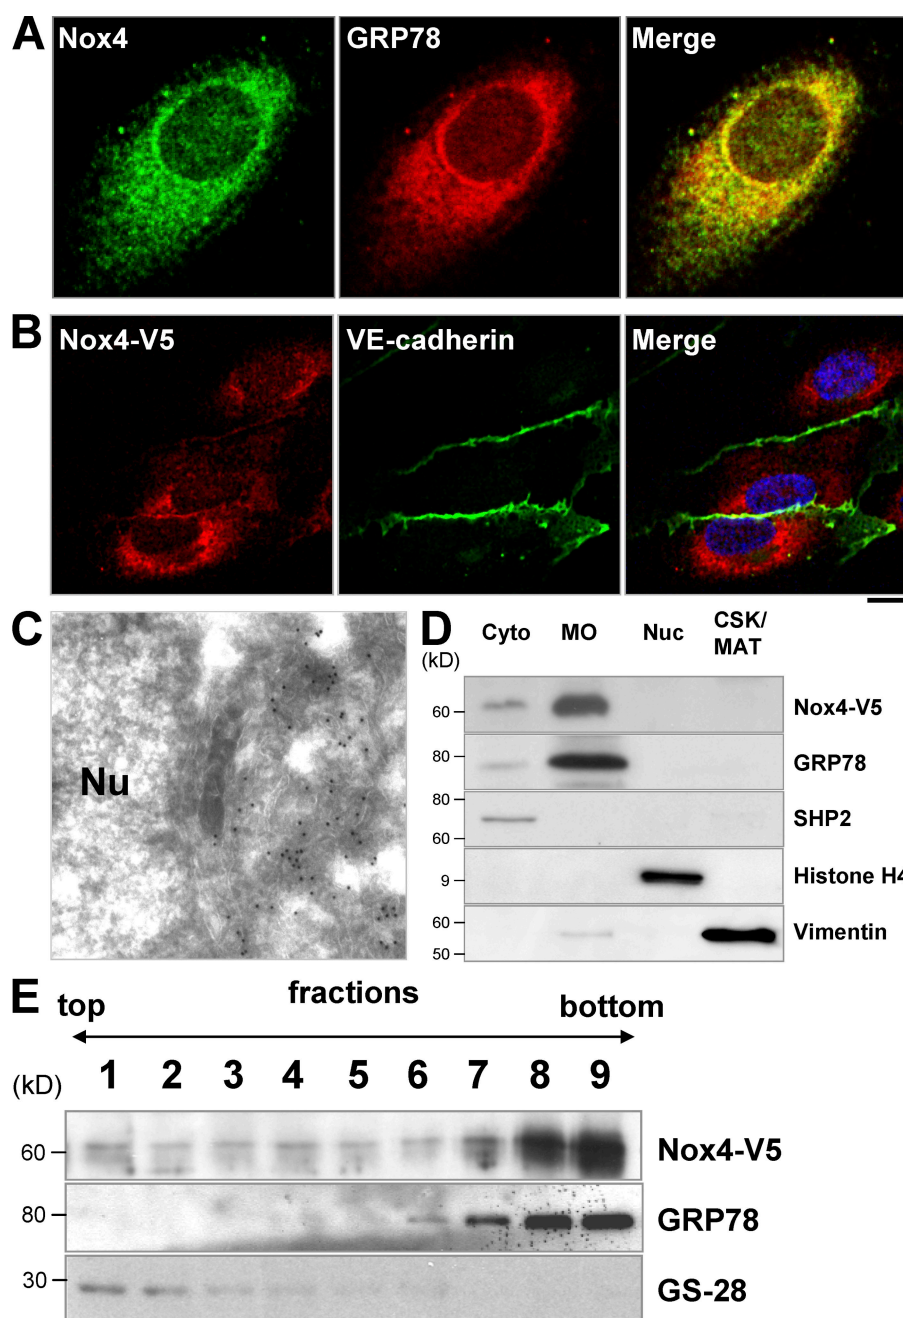 A
Nox4
GRP78
Merge
B
Nox4-V5
VE-cadherin
Merge
C
Nu
D
(kD)
Cyto
MO
Nuc
CSK/
MAT
60
Nox4-V5
80
GRP78
80
60
SHP2
9
Histone H4
60
50
Vimentin
E
top
fractions
bottom
(kD)
1 2 3 4 5 6 7 8 9
60
Nox4-V5
80
GRP78
30
GS-28